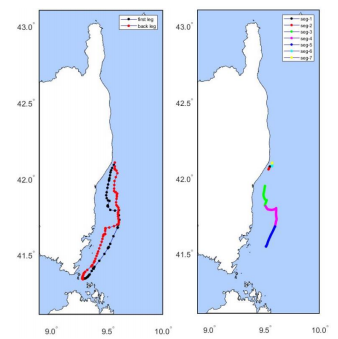 43.0°
42.5°
42.0°
41.5°
9.0°
9.5°
10.0°
first leg
back leg
43.0°
42.5°
42.0°
41.5°
9.0°
9.5°
10.0°
seg-1
seg-2
seg-3
seg-4
seg-5
seg-6
seg-7